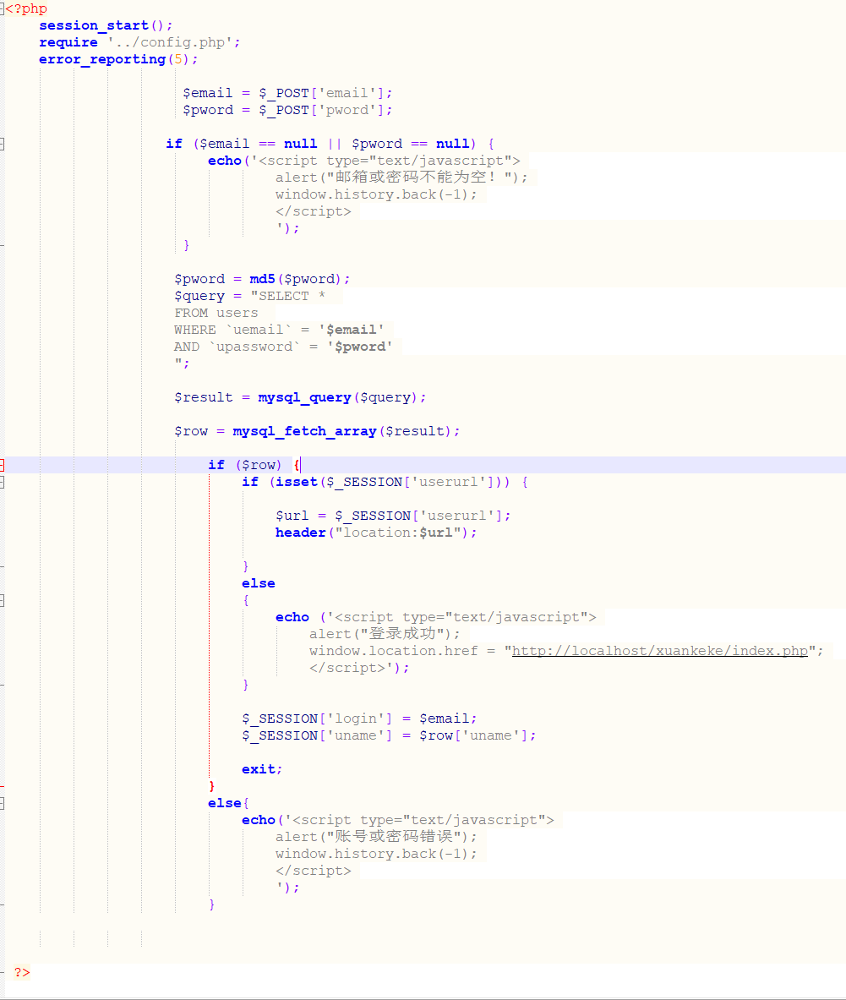 <?php
session_start();
require '../config.php';
error_reporting(5);
$email = $_POST['email'];
$pword = $_POST['pword'];
if ($email == null || $pword == null) {
echo('<script type="text/javascript">
alert("邮箱或密码不能为空！");
window.history.back(-1);
</script>
');
}
$pword = md5($pword);
$query = "SELECT *
FROM users
WHERE `uemail` = '$email'
AND `upassword` = '$pword'
";
$result = mysql_query($query);
$row = mysql_fetch_array($result);
if ($row) {
if (isset($_SESSION['userurl'])) {
$url = $_SESSION['userurl'];
header("location:$url");
}
else
{
echo ('<script type="text/javascript">
alert("登录成功");
window.location.href = "http://localhost/xuankeke/index.php";
</script>');
}
$_SESSION['login'] = $email;
$_SESSION['uname'] = $row['uname'];
exit;
}
else{
echo('<script type="text/javascript">
alert("账号或密码错误");
window.history.back(-1);
</script>
');
}
?>